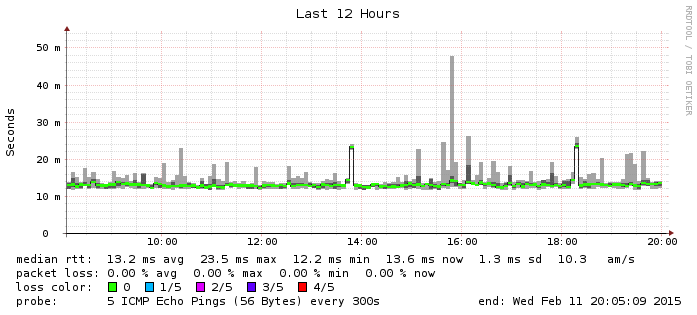 Last 12 Hours
RRDTOOL / TOBI OETIKER
Seconds
50 m
40 m
30 m
20 m
10 m
0
10:00 12:00 14:00 16:00 18:00 20:00
median rtt: 13.2 ms avg 23.5 ms max 12.2 ms min 13.6 ms now 1.3 ms sd 10.3 am/s
packet loss: 0.00 % avg 0.00 % max 0.00 % min 0.00 % now
loss color: 0 1/5 2/5 3/5 4/5
probe: 5 ICMP Echo Pings (56 Bytes) every 300s end: Wed Feb 11 20:05:09 2015